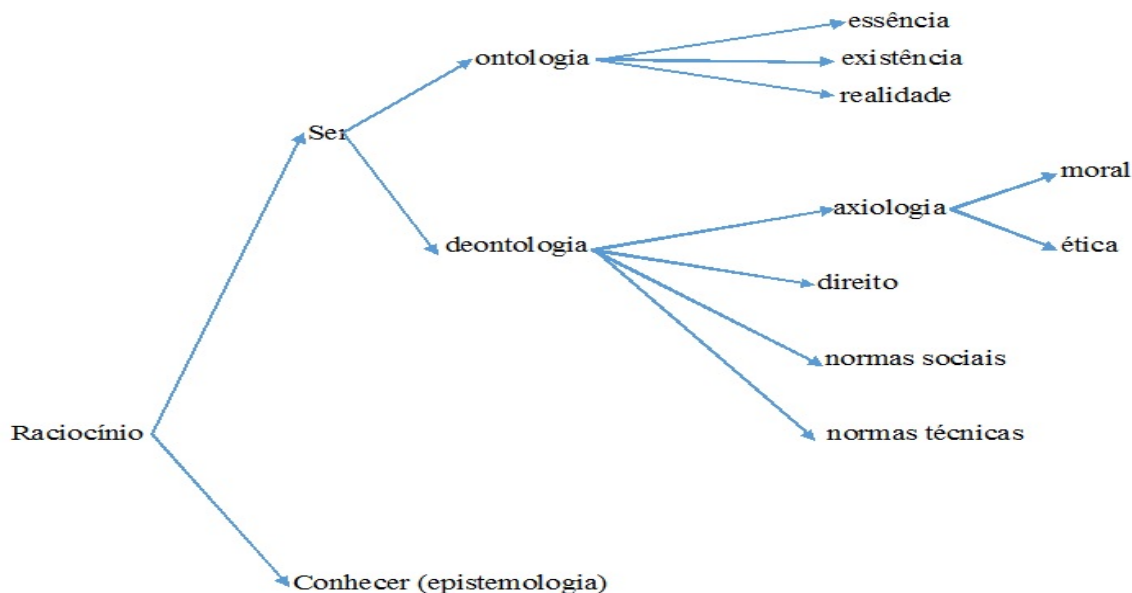 essência
ontologia
existência
realidade
Ser
moral
axiologia
deontologia
ética
direito
normas sociais
Raciocínio
normas técnicas
Conhecer (epistemologia)